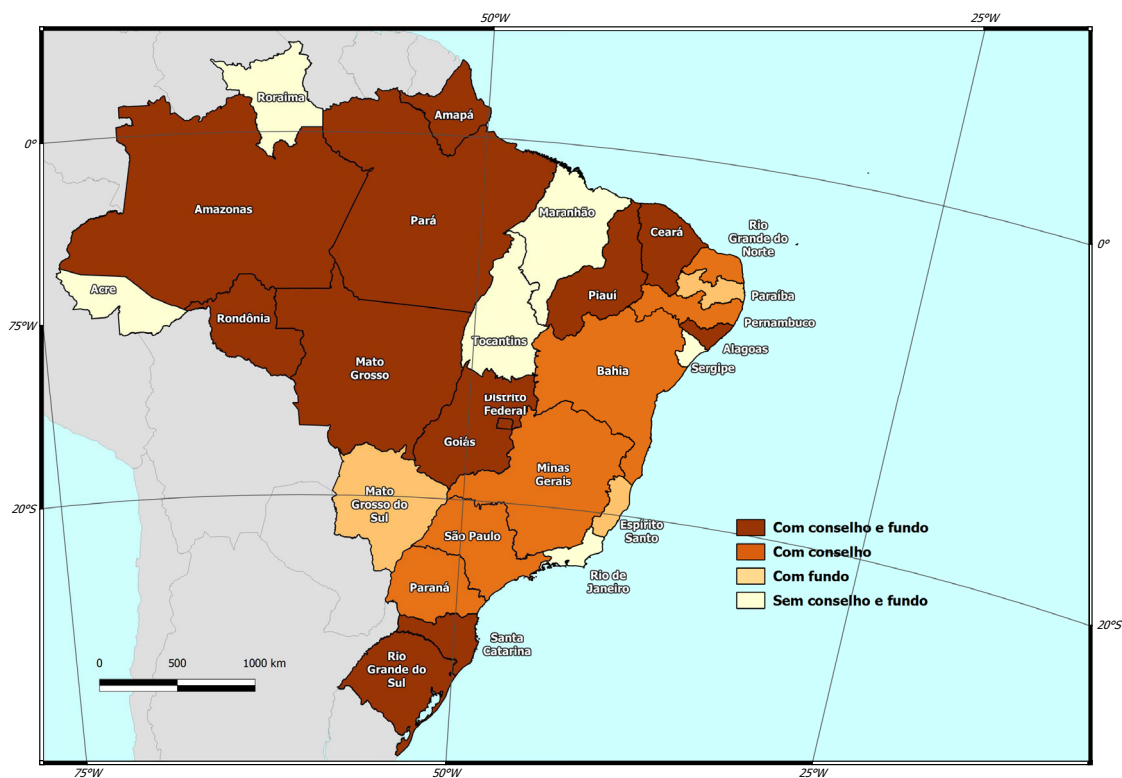 50°W
25°W
Roraima
Amapá
0°
Amazonas
Pará
Maranhão
Ceará
Rio
Grande do
Norte
0°
Acre
Rondônia
Piauí
Paraíba
75°W
Pernambuco
Tocantins
Alagoas
Sergipe
Mato
Grosso
Bahia
Distrito
Federal
Goiás
Minas
Gerais
Mato
Grosso do
Sul
20°S
São Paulo
Espírito
Santo
Rio de
Janeiro
Paraná
Com conselho e fundo
Com conselho
Com fundo
Sem conselho e fundo
20°S
Santa
Catarina
Rio
Grande do
Sul
0 500 1000 km
75°W
50°W
25°W